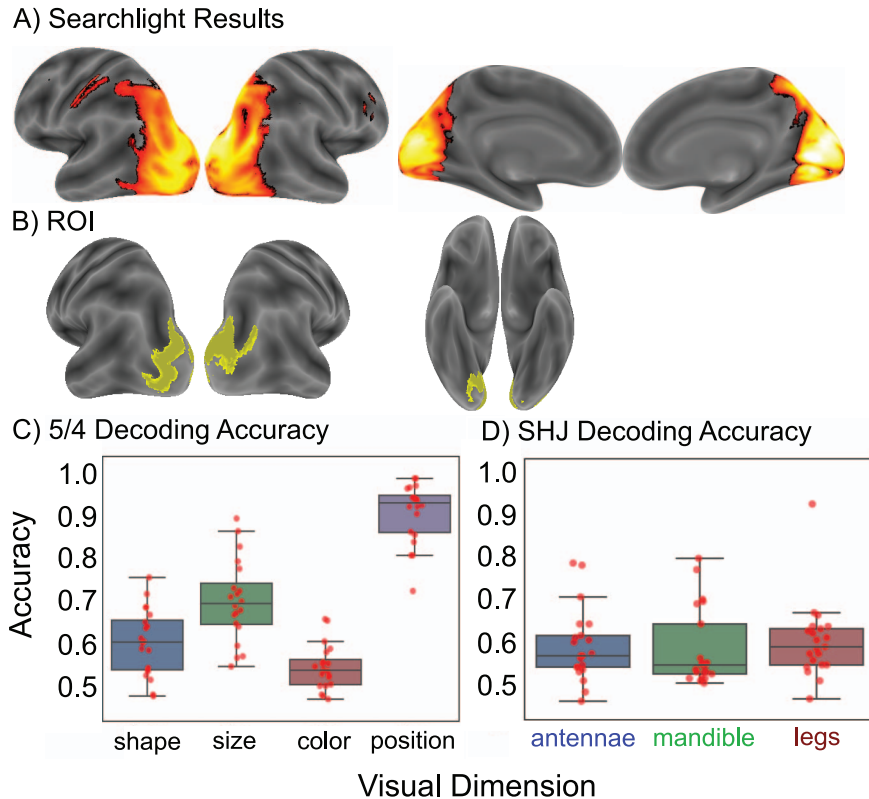 A) Searchlight Results
B) ROI
C) 5/4 Decoding Accuracy
D) SHJ Decoding Accuracy
Accuracy
1.0
0.9
0.8
0.7
0.6
0.5
shape size color position
1.0
0.9
0.8
0.7
0.6
0.5
antennae mandible legs
Visual Dimension